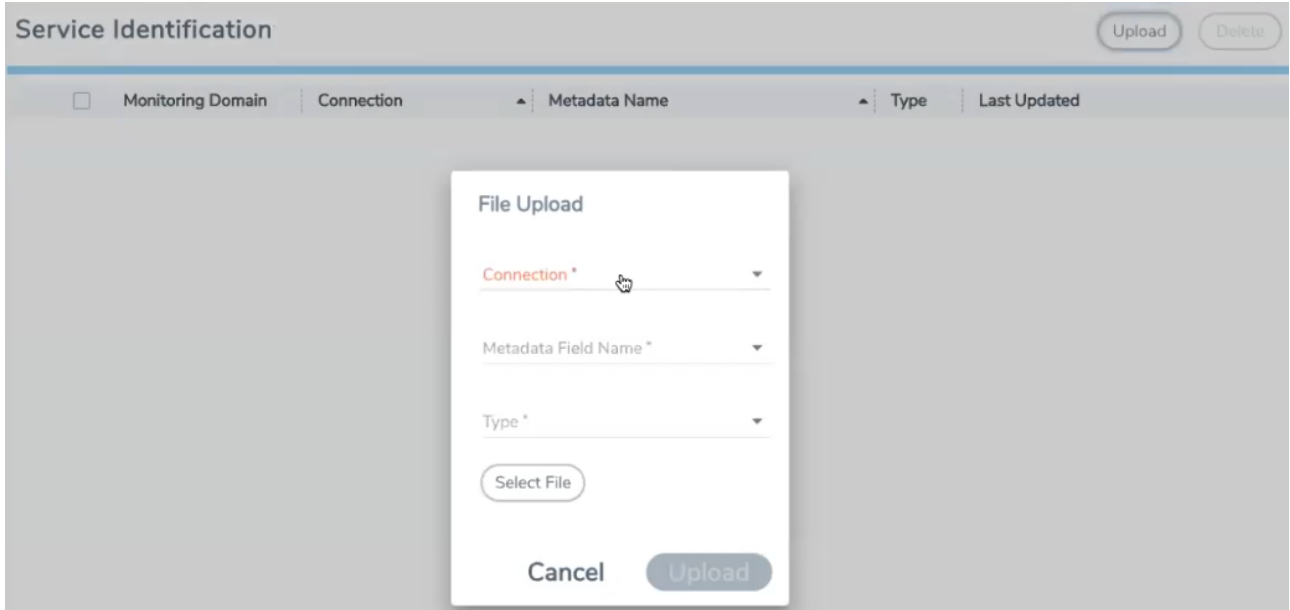 Service Identification Upload Delete
Monitoring Domain Connection Metadata Name Type Last Updated
File Upload
Connection *
Metadata Field Name *
Type *
Select File
Cancel Upload